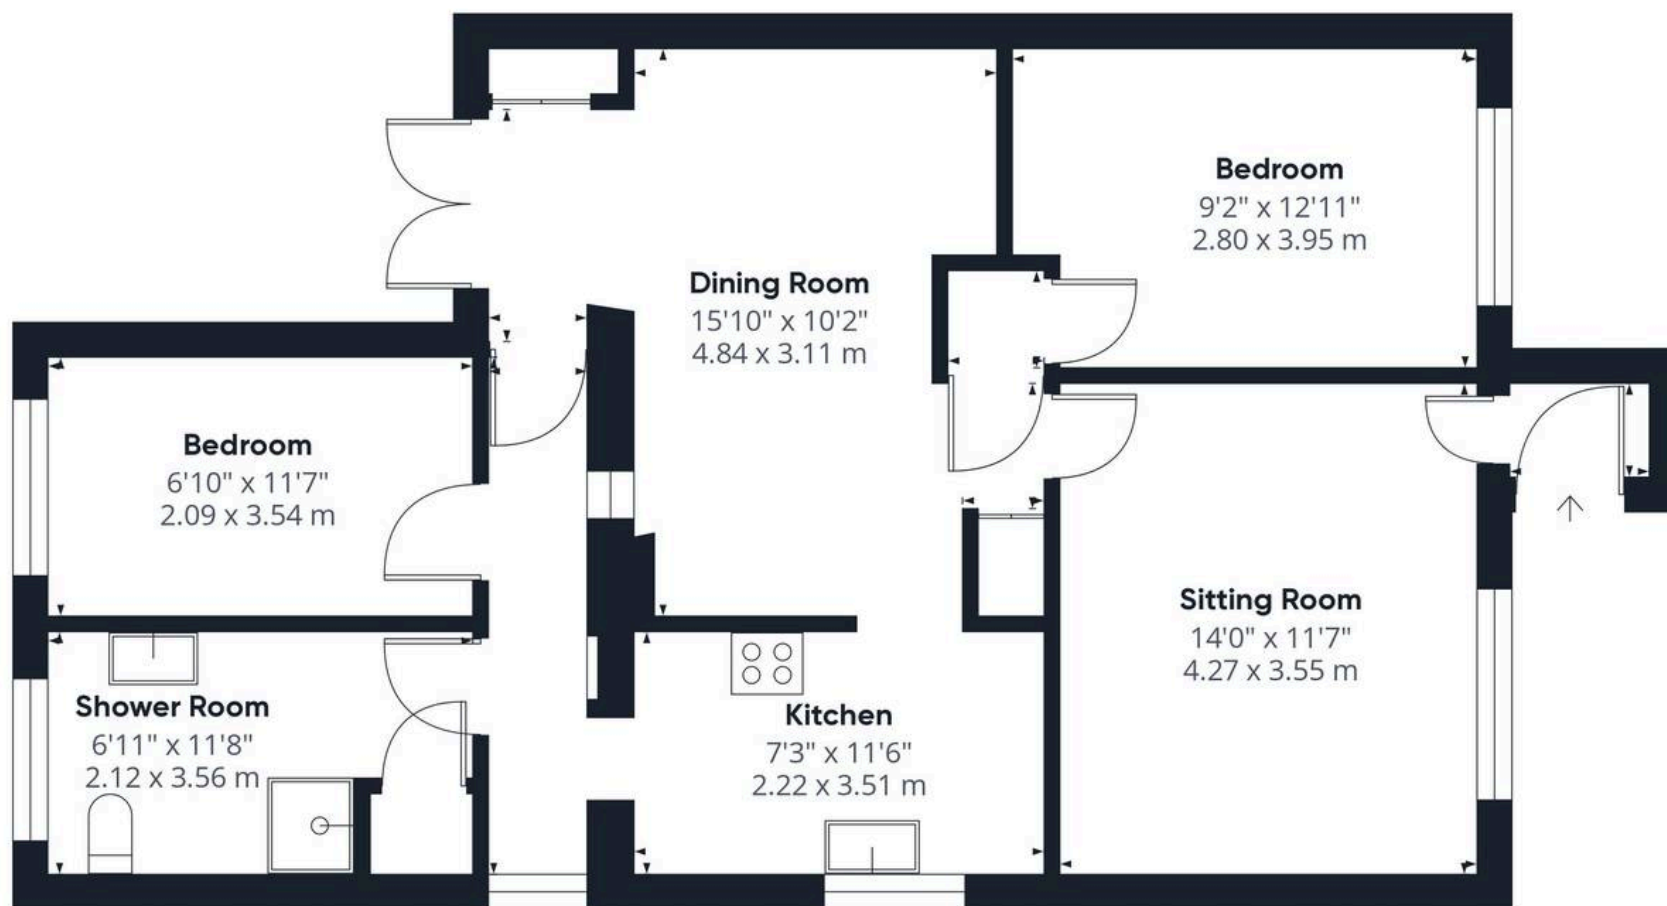 Bedroom
9'2" x 12'11"
2.80 x 3.95 m
Dining Room
15'10" x 10'2"
4.84 x 3.11 m
Bedroom
6'10" x 11'7"
2.09 x 3.54 m
Sitting Room
14'0" x 11'7"
4.27 x 3.55 m
Shower Room
6'11" x 11'8"
2.12 x 3.56 m
Kitchen
7'3" x 11'6"
2.22 x 3.51 m